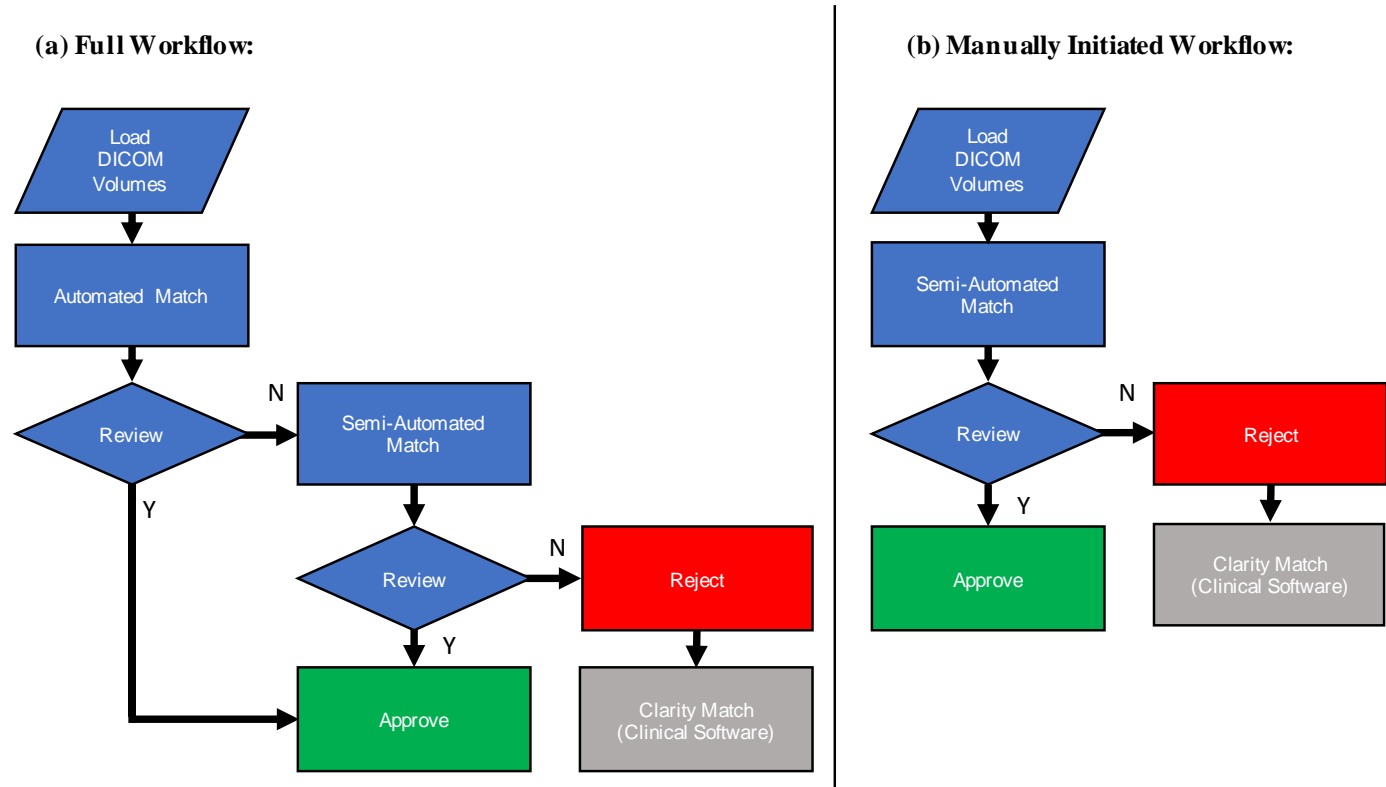 (a) Full Workflow:
Load
DICOM
Volumes
Automated Match
Review
N
Y
Semi-Automated
Match
Review
N
Y
Reject
Approve
Clarity Match
(Clinical Software)
(b) Manually Initiated Workflow:
Load
DICOM
Volumes
Semi-Automated
Match
Review
N
Y
Reject
Approve
Clarity Match
(Clinical Software)